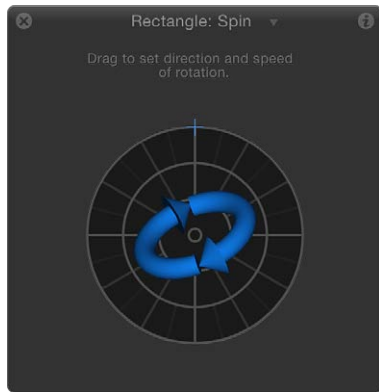 Rectangle: Spin
Drag to set direction and speed
of rotation.